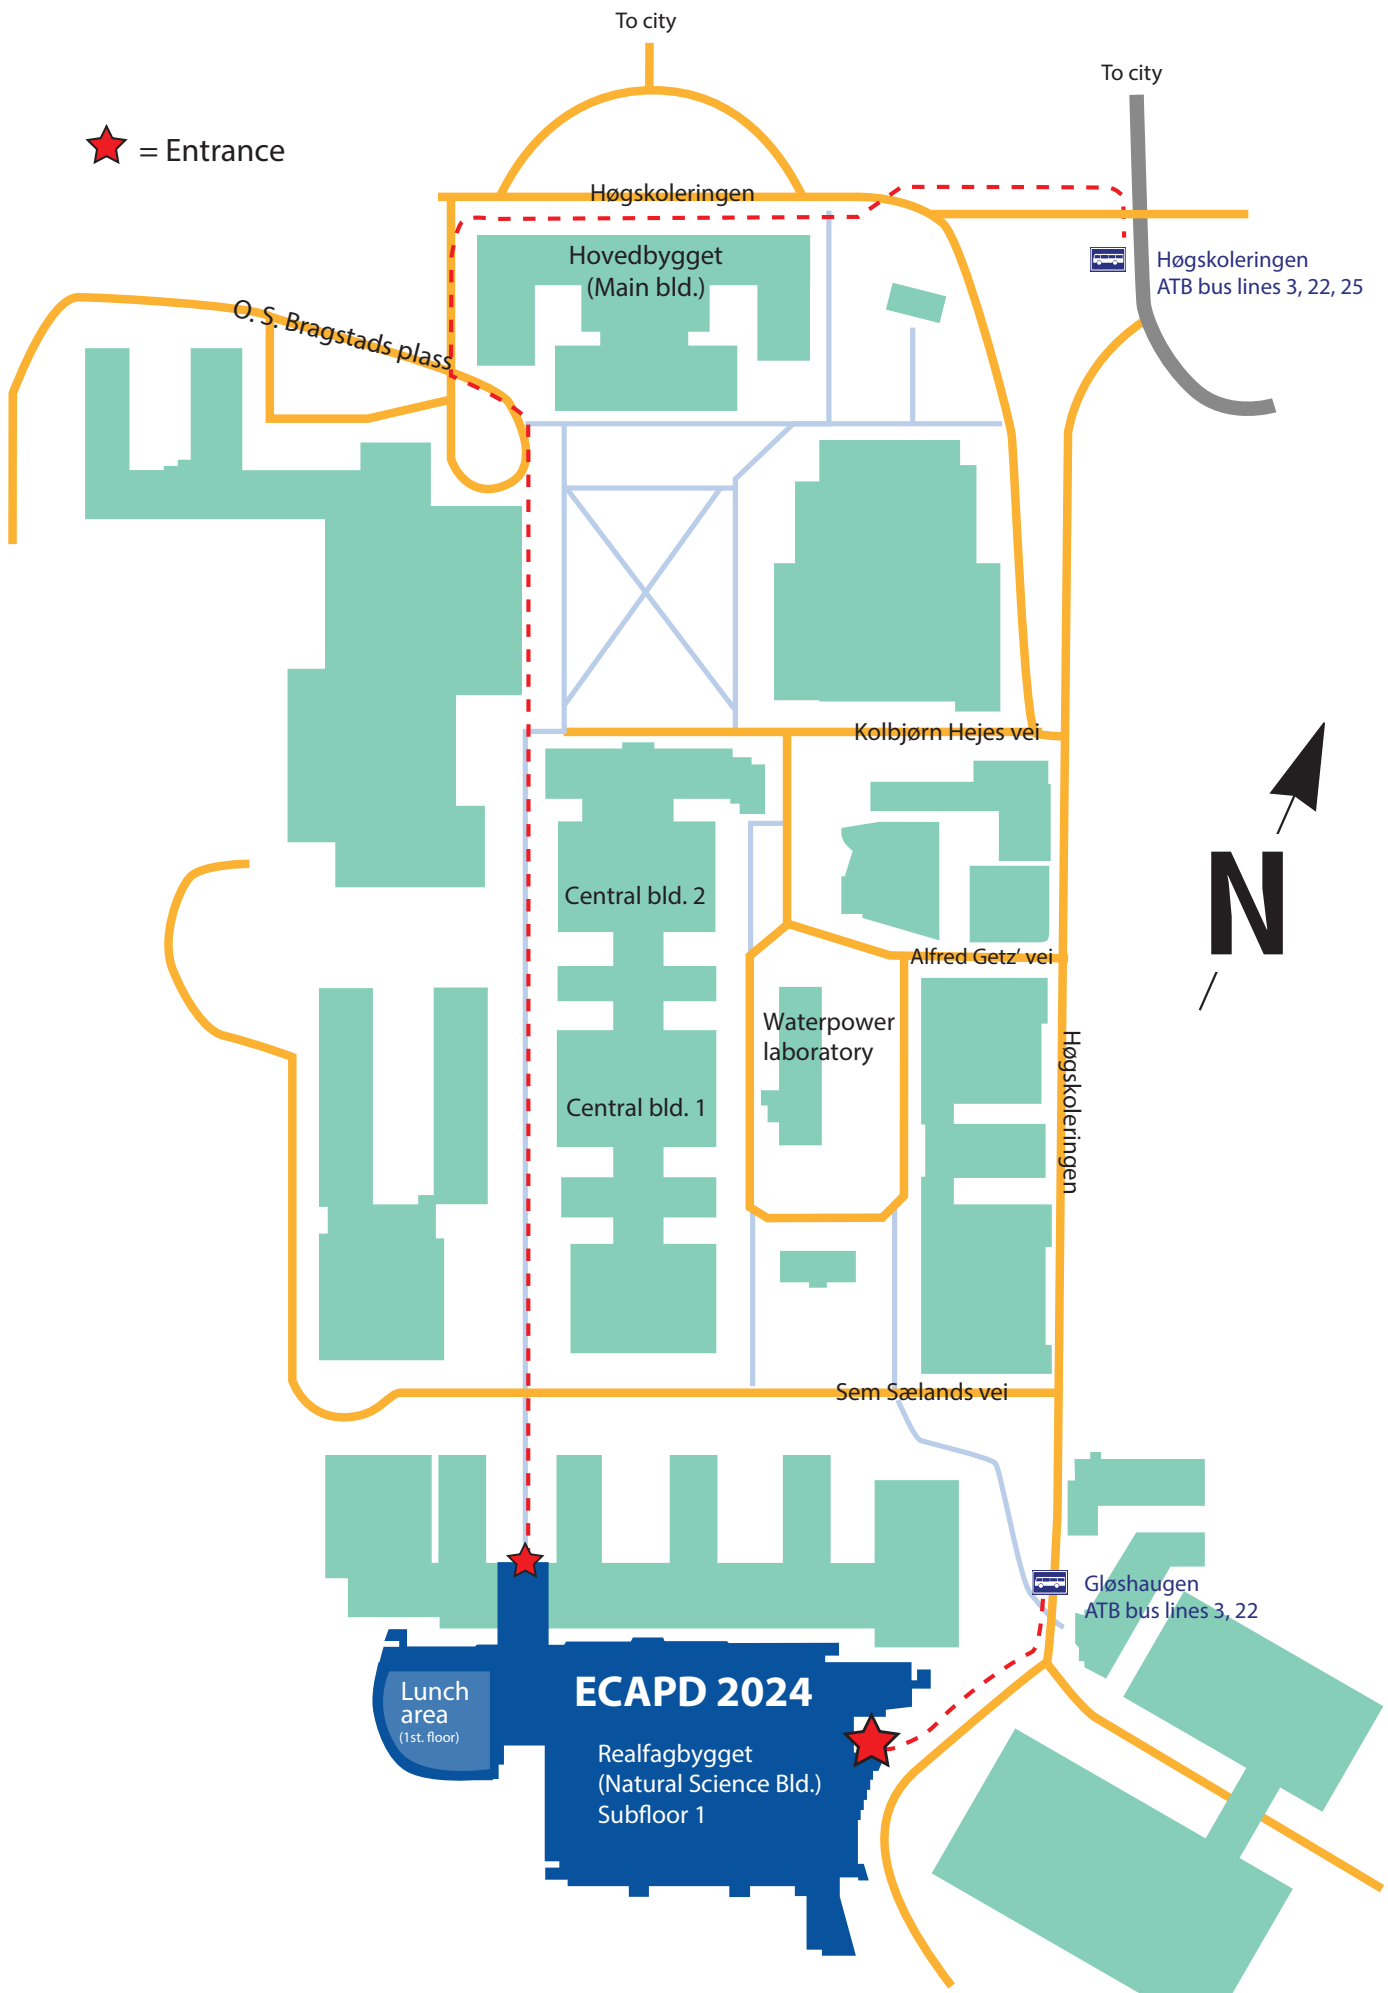 To city
To city
= Entrance
Høgskoleringen
Hovedbygget
(Main bld.)
Høgskoleringen
ATB bus lines 3, 22, 25
O. S. Bragstads plass
Kolbjørn Hejes vei
N
Central bld. 2
Alfred Getz’ vei
Waterpower
laboratory
Høgskoleringen
Central bld. 1
Sem Sælands vei
Gløshaugen
ATB bus lines 3, 22
Lunch
area
(1st. floor)
ECAPD 2024
Realfagbygget
(Natural Science Bld.)
Subfloor 1